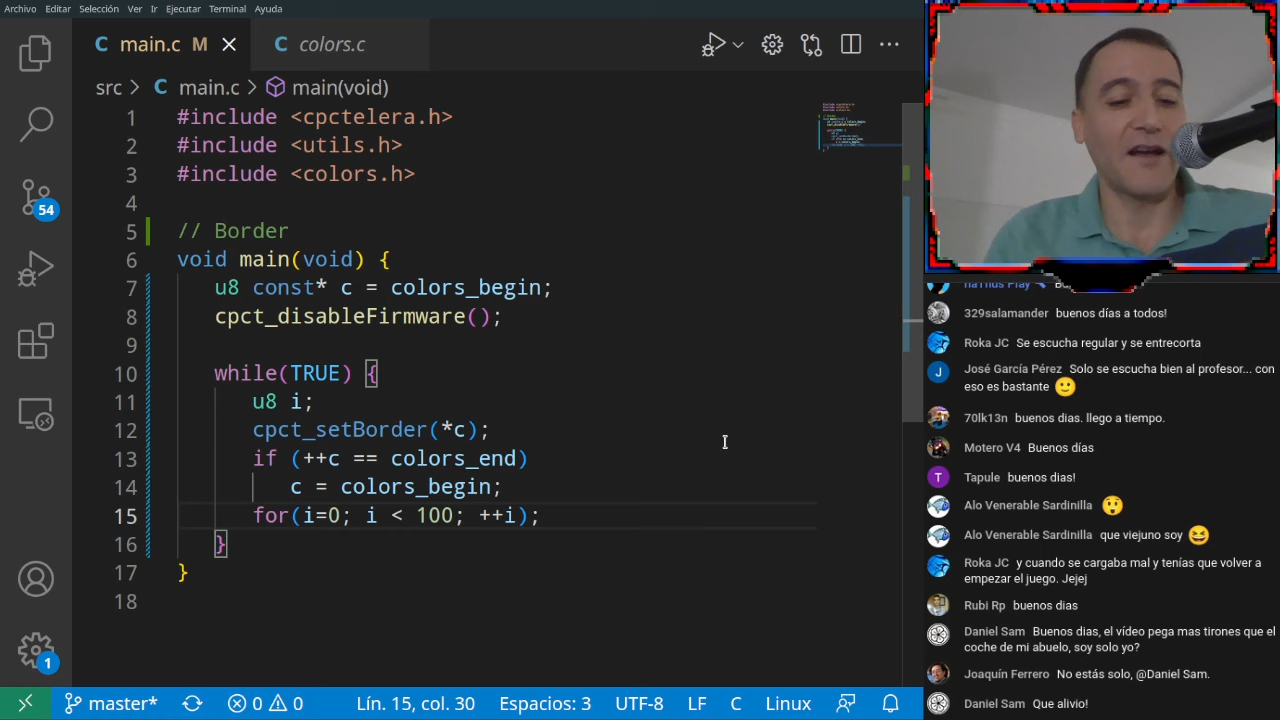 Archivo Editar Selección Ver Ir Ejecutar Terminal Ayuda
main.c M
colors.c
src > main.c > main(void)
1 #include <cpctelera.h>
2 #include <utils.h>
3 #include <colors.h>
4
5 // Border
6 void main(void) {
7 u8 const* c = colors_begin;
8 cpct_disableFirmware();
9
10 while(TRUE) {
11 u8 i;
12 cpct_setBorder(*c);
13 if (++c == colors_end)
14 c = colors_begin;
15 for(i=0; i < 100; ++i);
16 }
17 }
18
54
1
master* 0 0 Lín. 15, col. 30 Espacios: 3 UTF-8 LF C Linux
329salamander buenos días a todos!
Roka JC Se escucha regular y se entrecorta
José García Pérez Solo se escucha bien al profesor... con
eso es bastante 🙂
70lk13n buenos dias. llego a tiempo.
Motero V4 Buenos días
Tapule buenos dias!
Alo Venerable Sardinilla 😲
Alo Venerable Sardinilla que viejuno soy 😆
Roka JC y cuando se cargaba mal y tenías que volver a
empezar el juego. Jejej
Rubi Rp buenos dias
Daniel Sam Buenos dias, el vídeo pega mas tirones que el
coche de mi abuelo, soy solo yo?
Joaquín Ferrero No estás solo, @Daniel Sam.
Daniel Sam Que alivio!